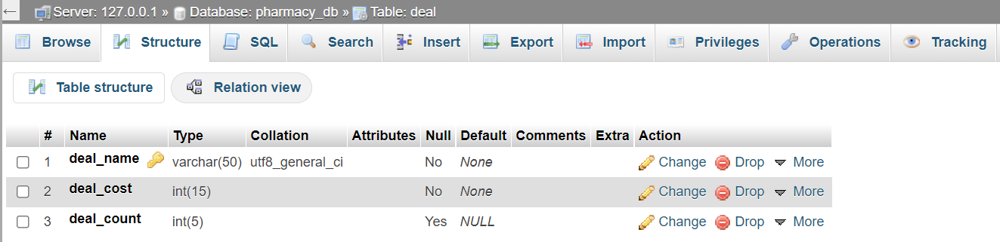 ← Server: 127.0.0.1 » Database: pharmacy_db » Table: deal
Browse Structure SQL Search Insert Export Import Privileges Operations Tracking
Table structure Relation view
# Name Type Collation Attributes Null Default Comments Extra Action
1 deal_name varchar(50) utf8_general_ci No None Change Drop More
2 deal_cost int(15) No None Change Drop More
3 deal_count int(5) Yes NULL Change Drop More